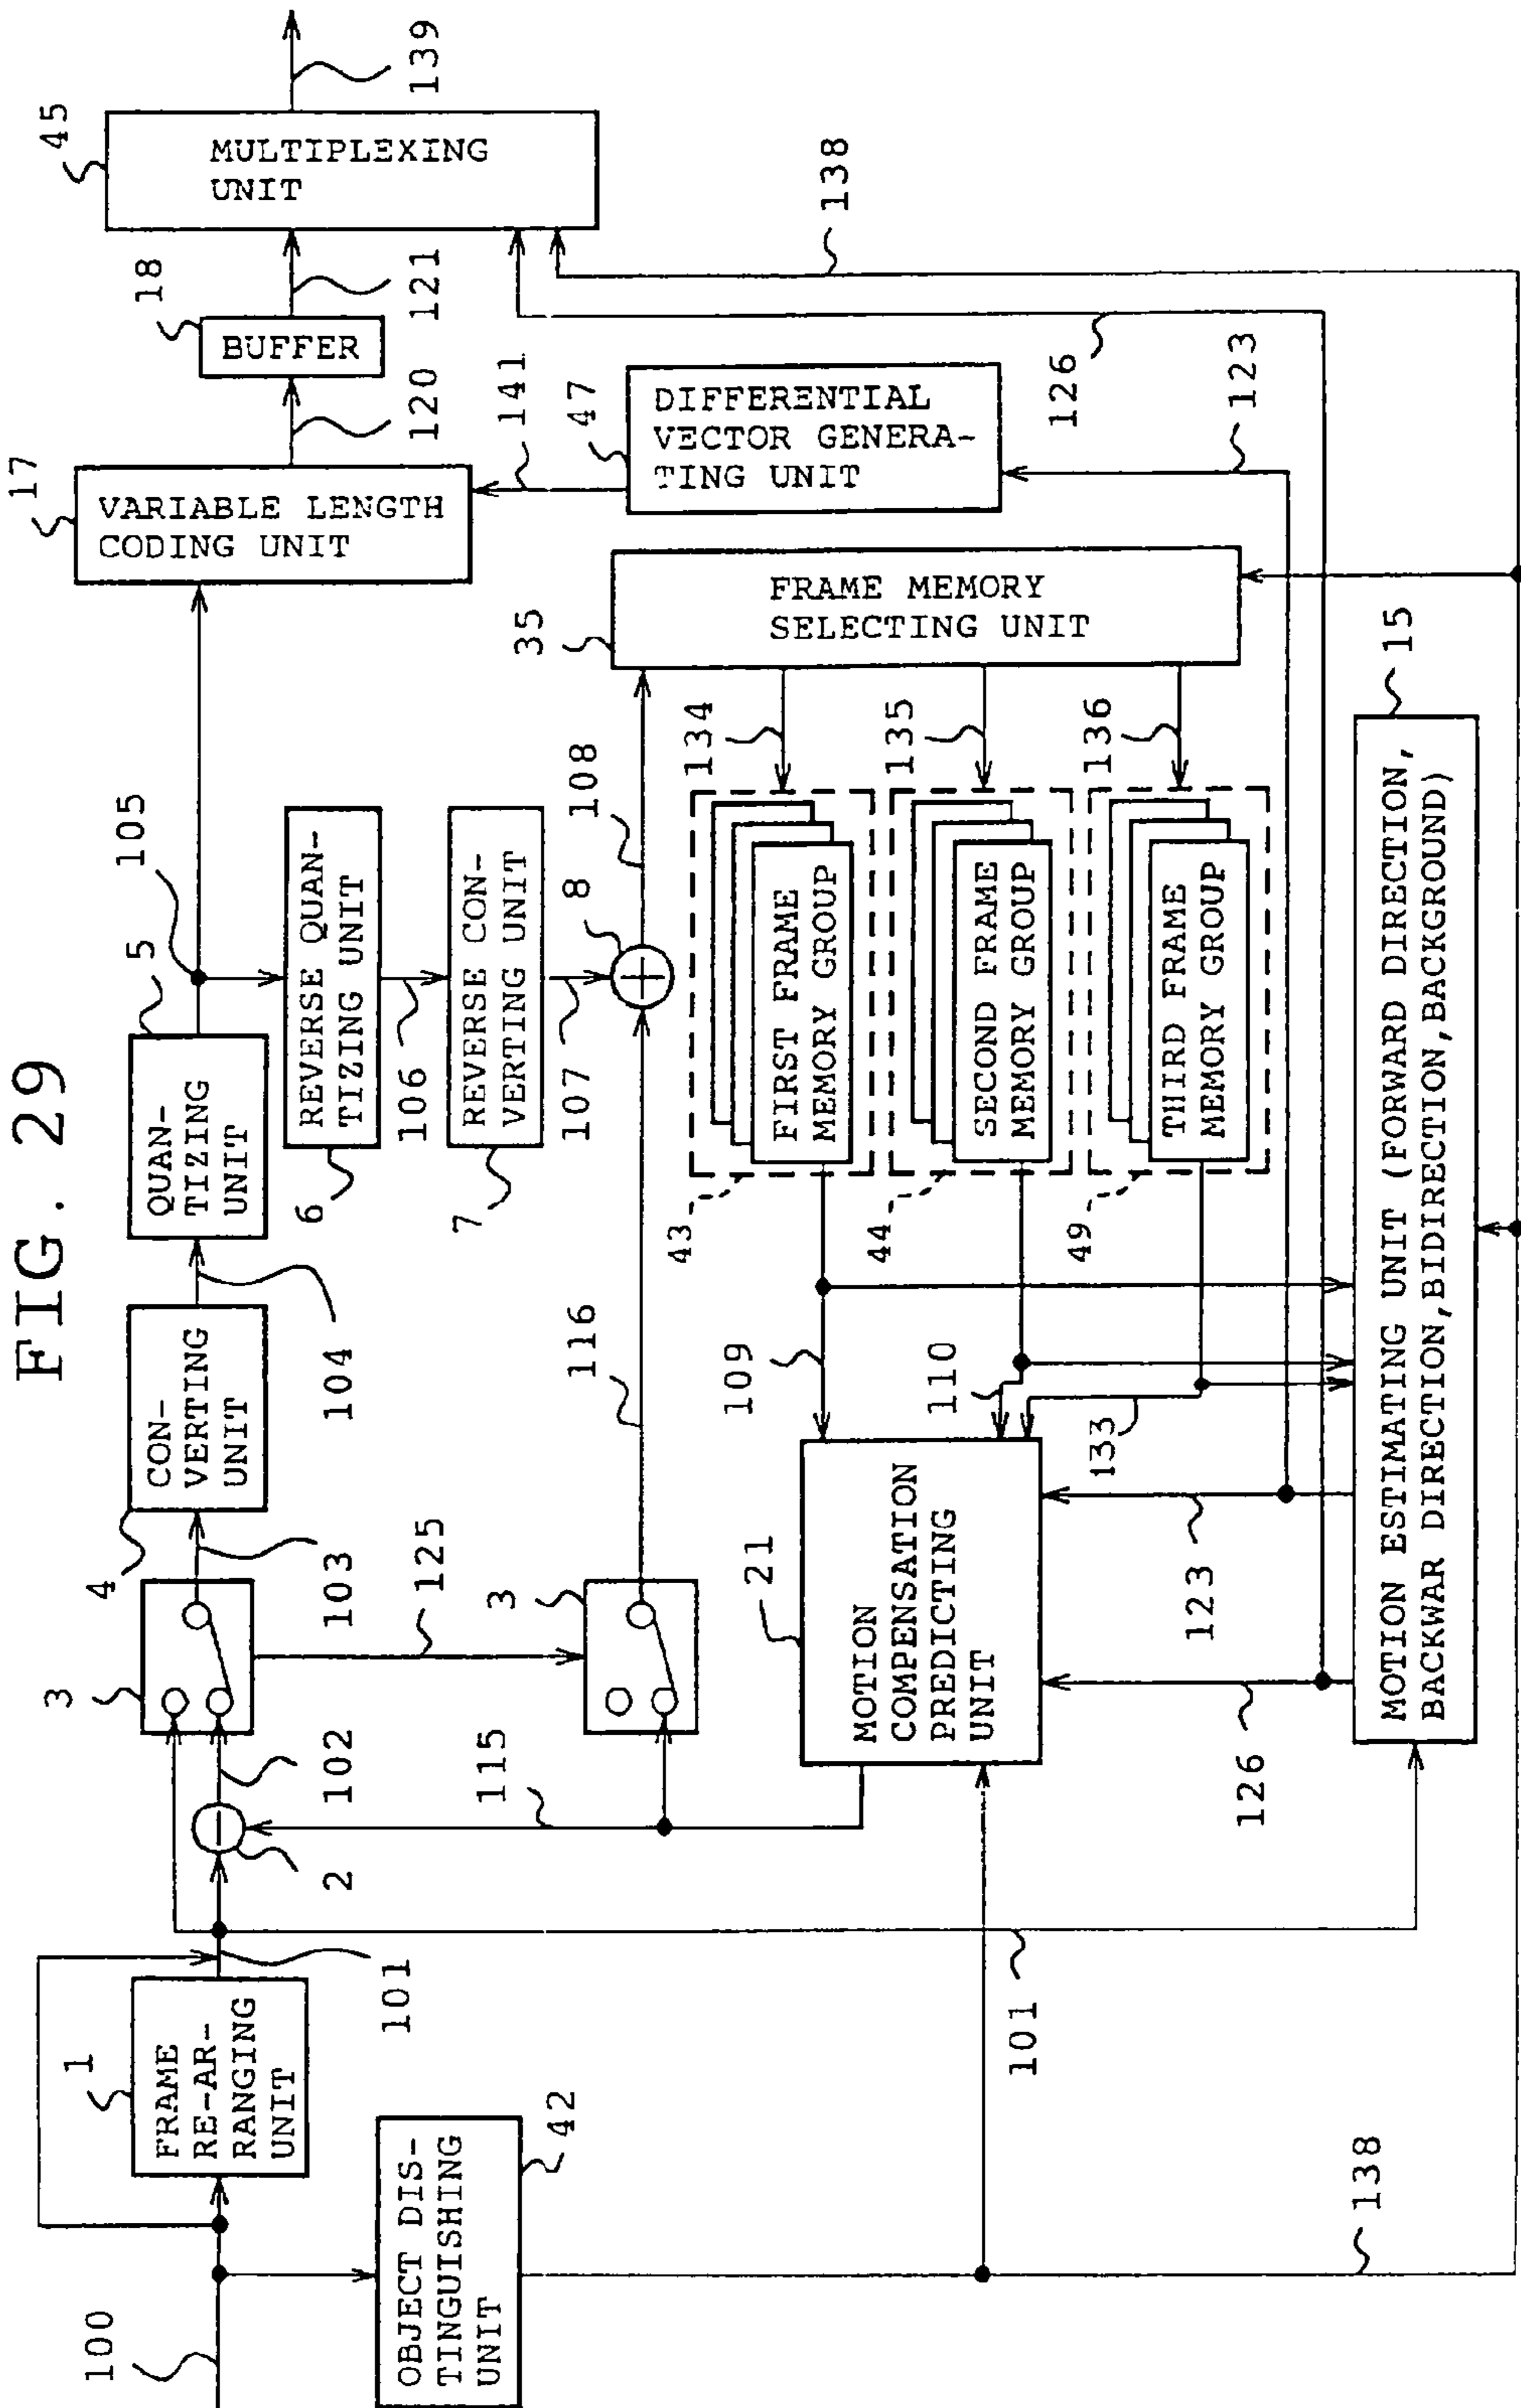 FIG. 29
100
1
FRAME
RE-AR-
RANGING
UNIT
101
OBJECT DIS-
TINGUISHING
UNIT
42
2
102
3
103
4
CON-
VERTING
UNIT
104
5
QUAN-
TIZING
UNIT
105
17
VARIABLE LENGTH
CODING UNIT
120
18
BUFFER
121
45
MULTIPLEXING
UNIT
139
125
115
3
116
6
REVERSE QUAN-
TIZING UNIT
106
7
REVERSE CON-
VERTING UNIT
107
8
108
141
47
DIFFERENTIAL
VECTOR GENERA-
TING UNIT
35
FRAME MEMORY
SELECTING UNIT
138
126
123
134
135
136
43
FIRST FRAME
MEMORY GROUP
44
SECOND FRAME
MEMORY GROUP
49
THIRD FRAME
MEMORY GROUP
109
110
133
21
MOTION
COMPENSATION
PREDICTING
UNIT
101
126
123
15
MOTION ESTIMATING UNIT (FORWARD DIRECTION,
BACKWAR DIRECTION,BIDIRECTION,BACKGROUND)
138